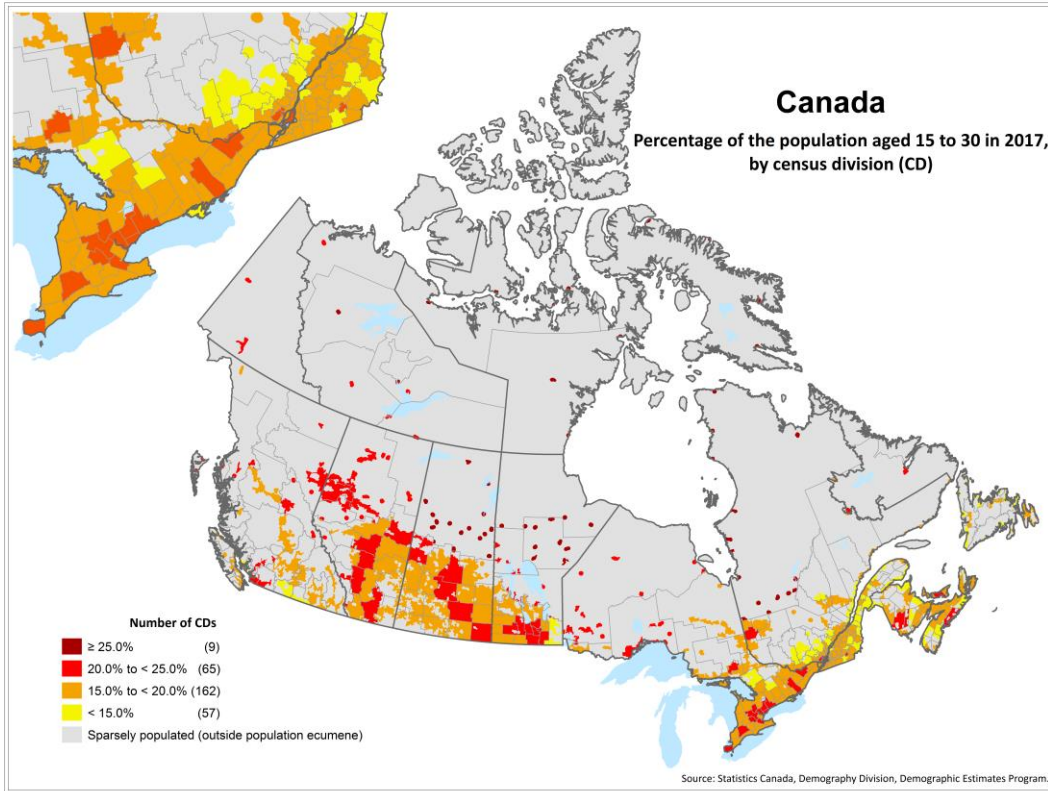 Canada
Percentage of the population aged 15 to 30 in 2017,
by census division (CD)
Number of CDs
≥ 25.0% (9)
20.0% to < 25.0% (65)
15.0% to < 20.0% (162)
< 15.0% (57)
Sparsely populated (outside population ecumene)
Source: Statistics Canada, Demography Division, Demographic Estimates Program.